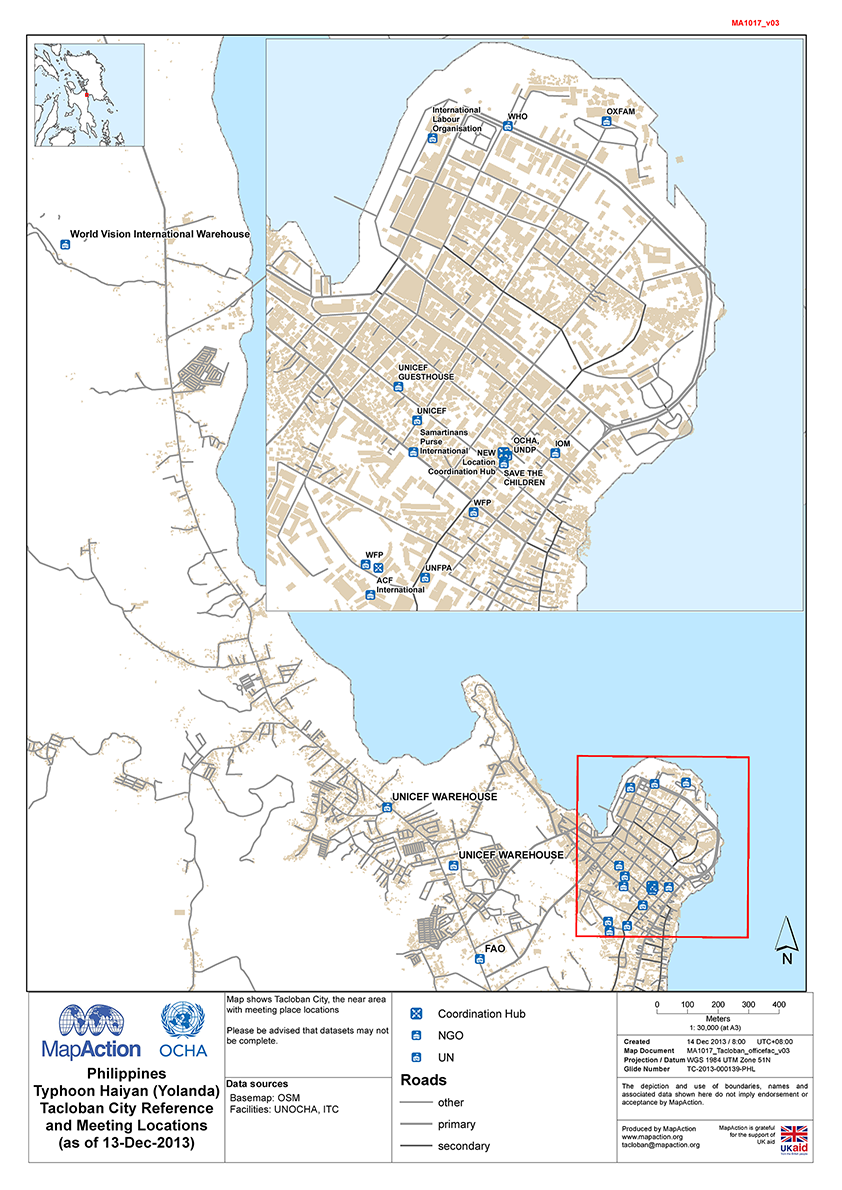 MA1017_v03
International
Labour
Organisation
WHO
OXFAM
World Vision International Warehouse
UNICEF
GUESTHOUSE
UNICEF
Samartinans
Purse
International
NEW
Location
Coordination Hub
OCHA,
UNDP
IOM
SAVE THE
CHILDREN
WFP
WFP
UNFPA
ACF
International
UNICEF WAREHOUSE
UNICEF WAREHOUSE
FAO
N
MapAction
OCHA
Philippines
Typhoon Haiyan (Yolanda)
Tacloban City Reference
and Meeting Locations
(as of 13-Dec-2013)
Map shows Tacloban City, the near area
with meeting place locations
Please be advised that datasets may not
be complete.
Data sources
Basemap: OSM
Facilities: UNOCHA, ITC
Coordination Hub
NGO
UN
Roads
other
primary
secondary
0 100 200 300 400
Meters
1: 30,000 (at A3)
Created 14 Dec 2013 / 8:00 UTC+08:00
Map Document MA1017_Tacloban_officefac_v03
Projection / Datum WGS 1984 UTM Zone 51N
Glide Number TC-2013-000139-PHL
The depiction and use of boundaries, names and
associated data shown here do not imply endorsement or
acceptance by MapAction.
Produced by MapAction
www.mapaction.org
tacloban@mapaction.org
MapAction is grateful
for the support of
UK aid
UKaid
from the British people